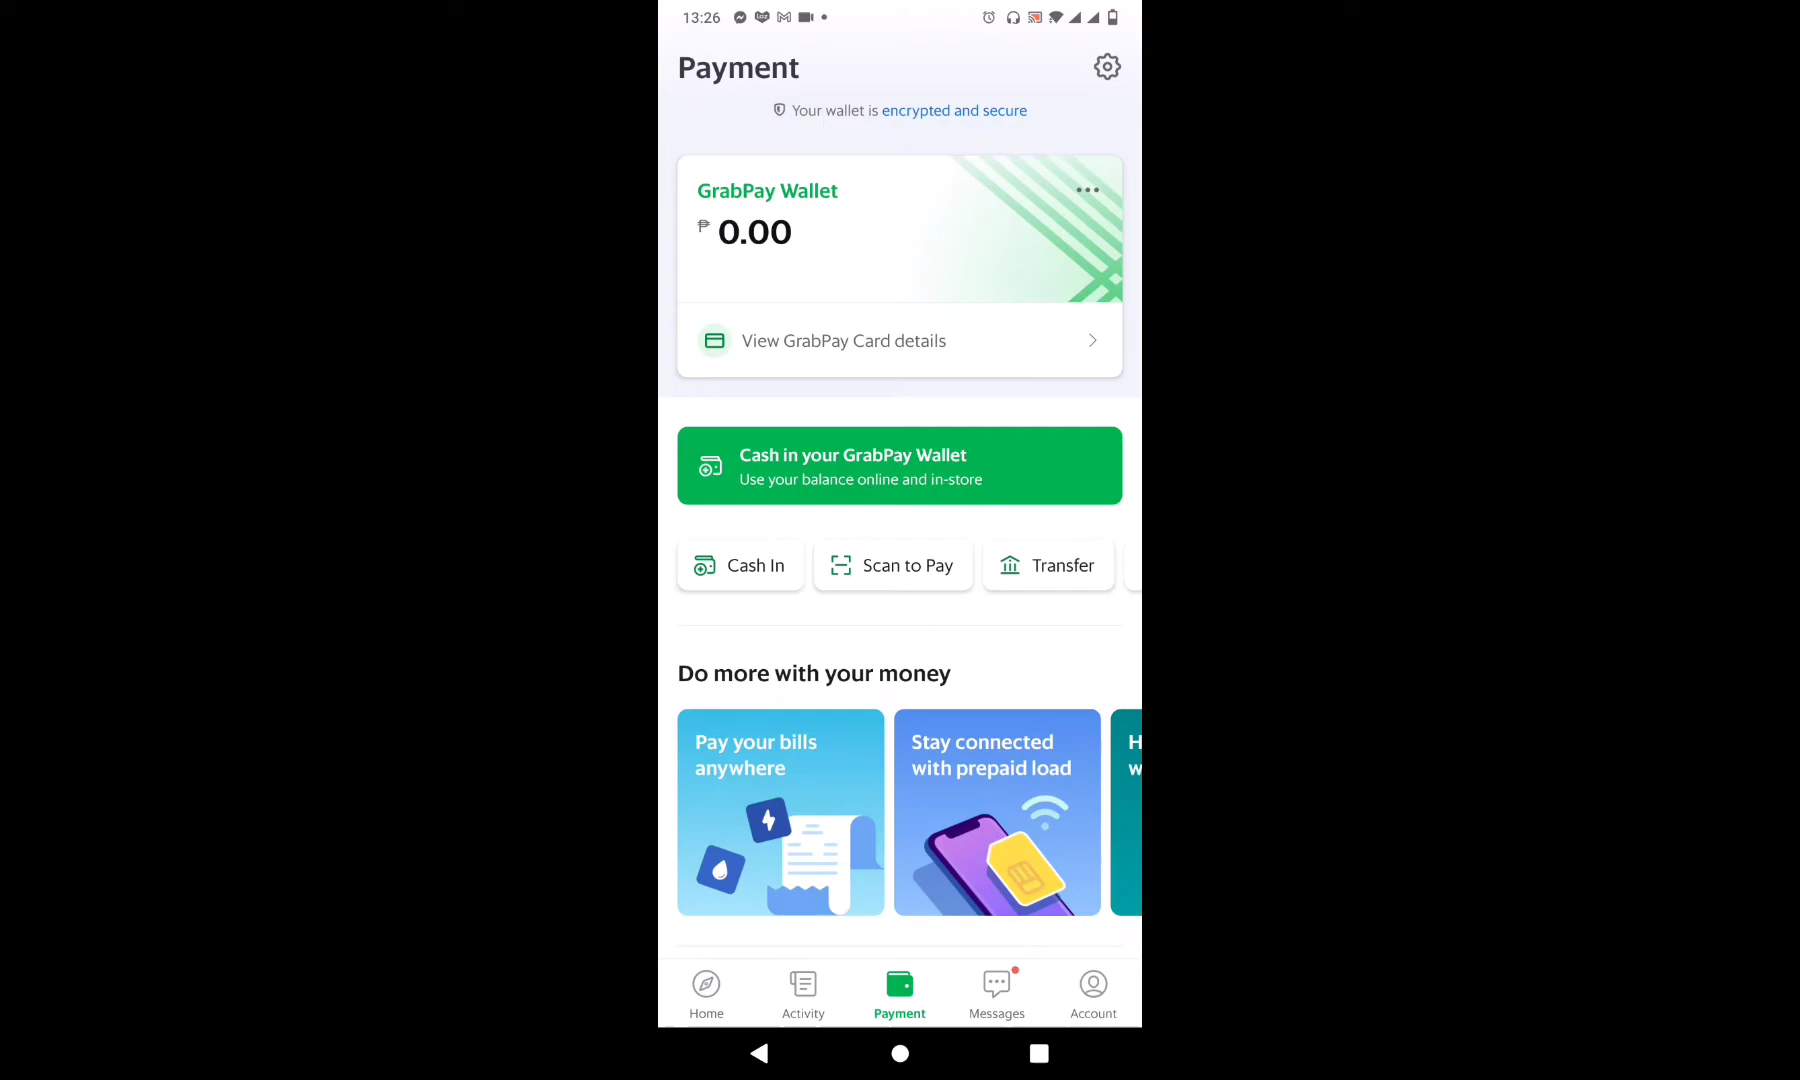 13:26
Payment
Your wallet is encrypted and secure
GrabPay Wallet
₱ 0.00
View GrabPay Card details
Cash in your GrabPay Wallet
Use your balance online and in-store
Cash In
Scan to Pay
Transfer
Do more with your money
Pay your bills
anywhere
Stay connected
with prepaid load
H
w
Home
Activity
Payment
Messages
Account